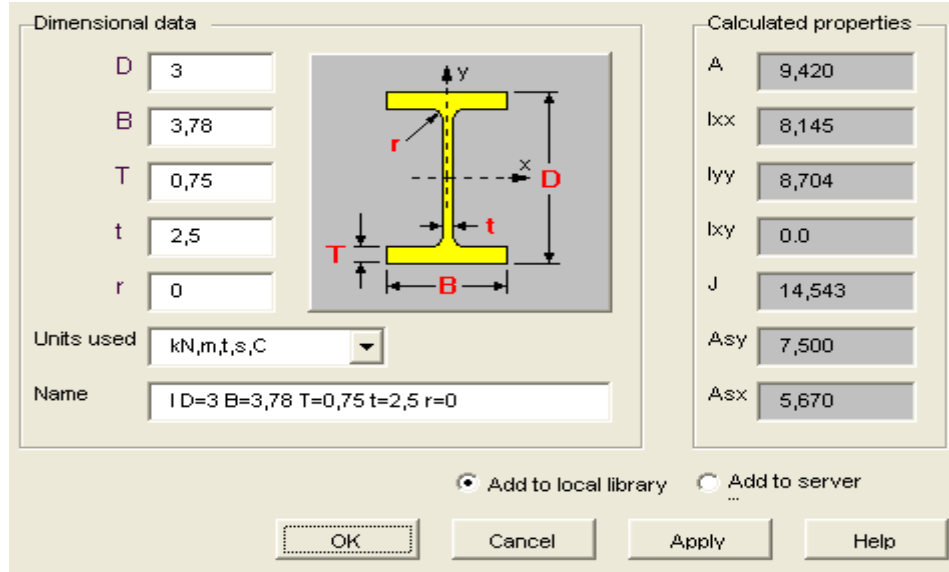 Dimensional data
D 3
B 3,78
T 0,75
t 2,5
r 0
y
x
r
D
t
T
B
Units used kN,m,t,s,C
Name I D=3 B=3,78 T=0,75 t=2,5 r=0
Calculated properties
A 9,420
Ixx 8,145
Iyy 8,704
Ixy 0.0
J 14,543
Asy 7,500
Asx 5,670
Add to local library Add to server
...
OK Cancel Apply Help